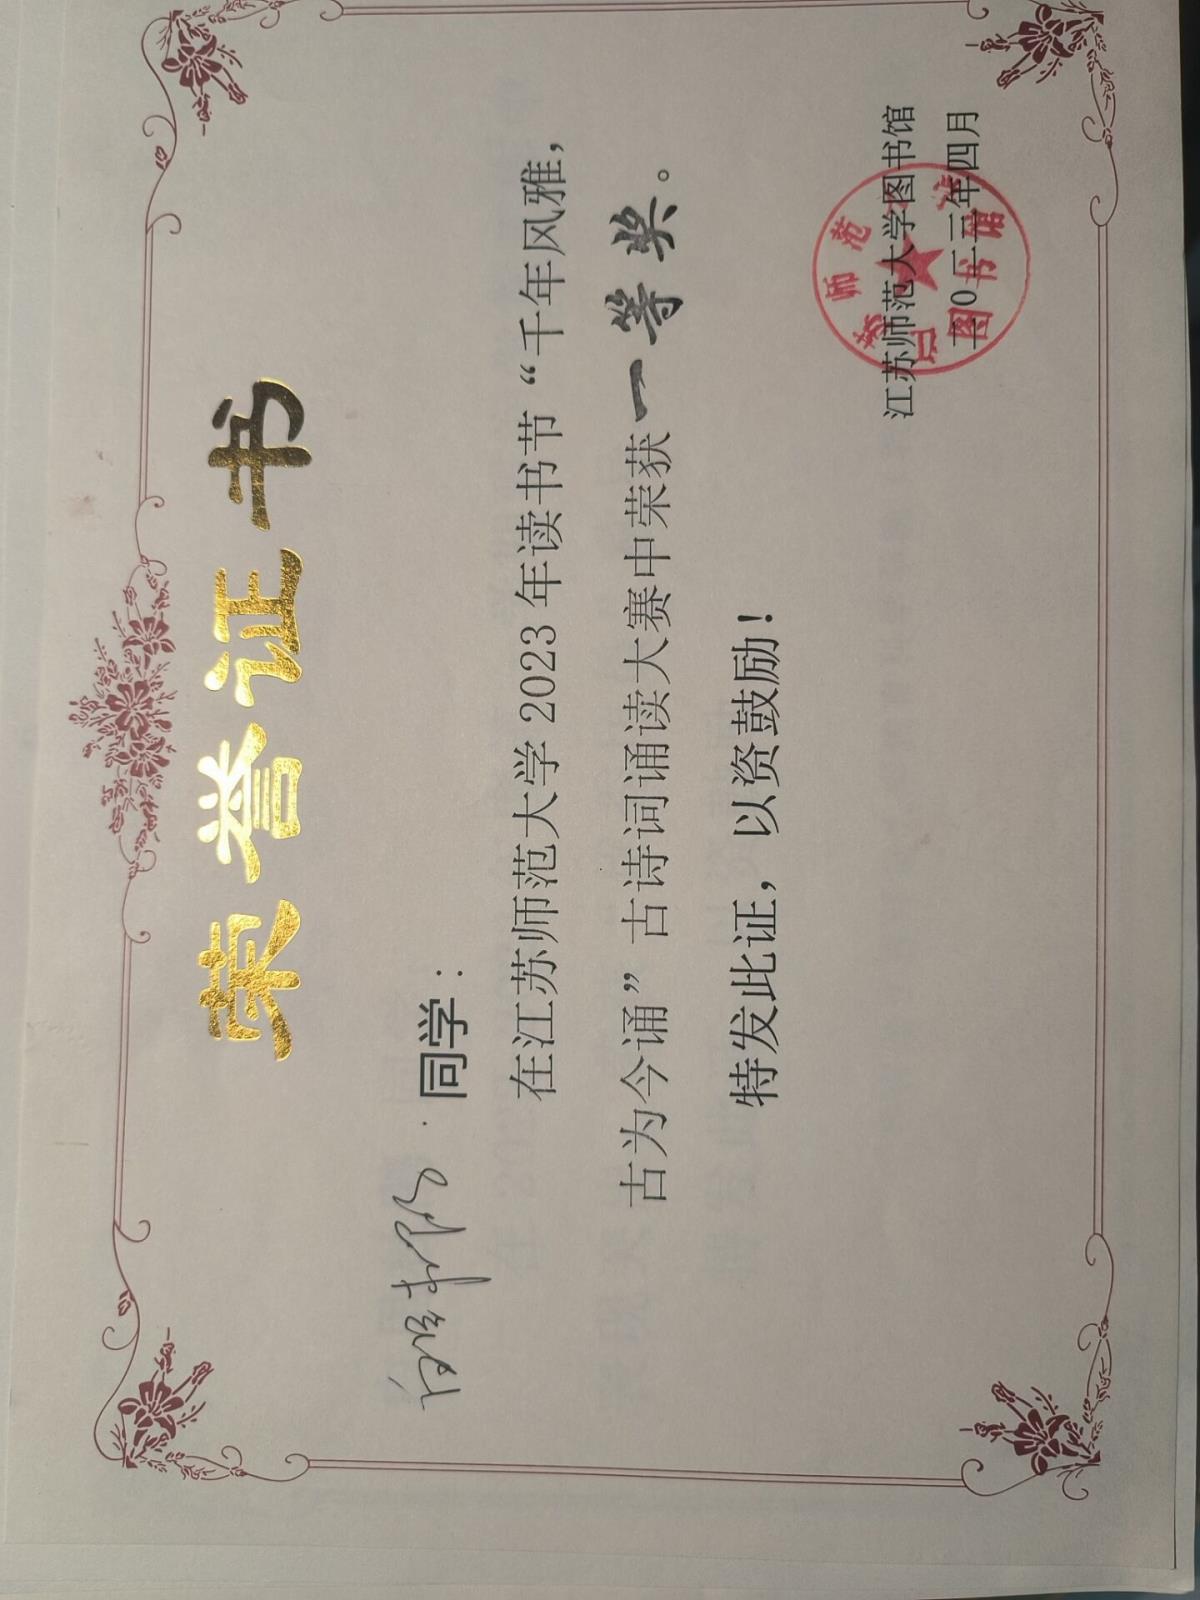 荣誉证书
同学：
在江苏师范大学2023年读书节“千年风雅，
古为今诵”古诗词诵读大赛中荣获一等奖。
特发此证，以资鼓励！
江苏师范大学图书馆
二0二三年四月